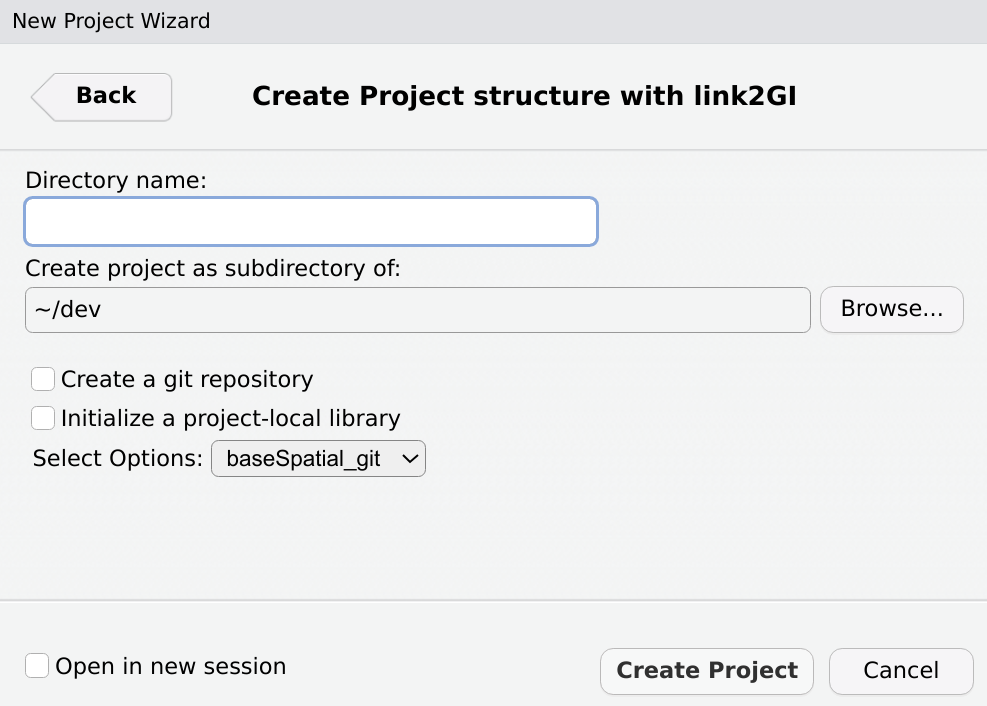 New Project Wizard
Back
Create Project structure with link2GI
Directory name:
Create project as subdirectory of:
~/dev
Browse...
Create a git repository
Initialize a project-local library
Select Options: baseSpatial_git
Open in new session
Create Project
Cancel